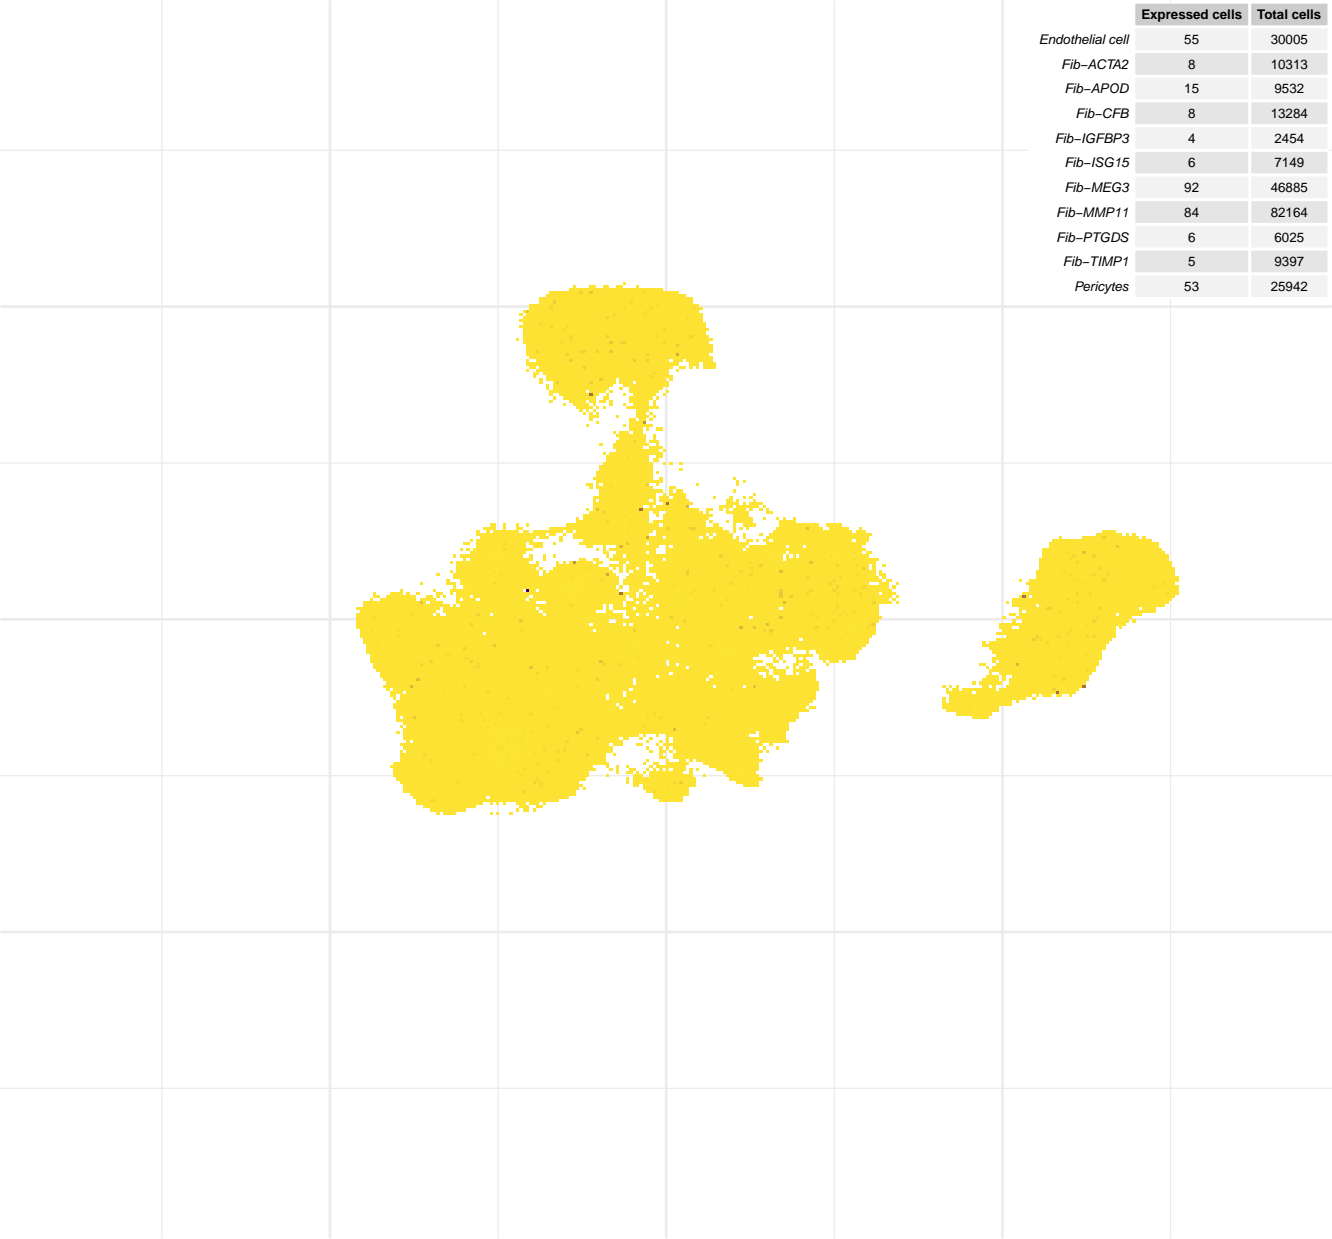 Expressed cells Total cells
Endothelial cell 55 30005
Fib−ACTA2 8 10313
Fib−APOD 15 9532
Fib−CFB 8 13284
Fib−IGFBP3 4 2454
Fib−ISG15 6 7149
Fib−MEG3 92 46885
Fib−MMP11 84 82164
Fib−PTGDS 6 6025
Fib−TIMP1 5 9397
Pericytes 53 25942